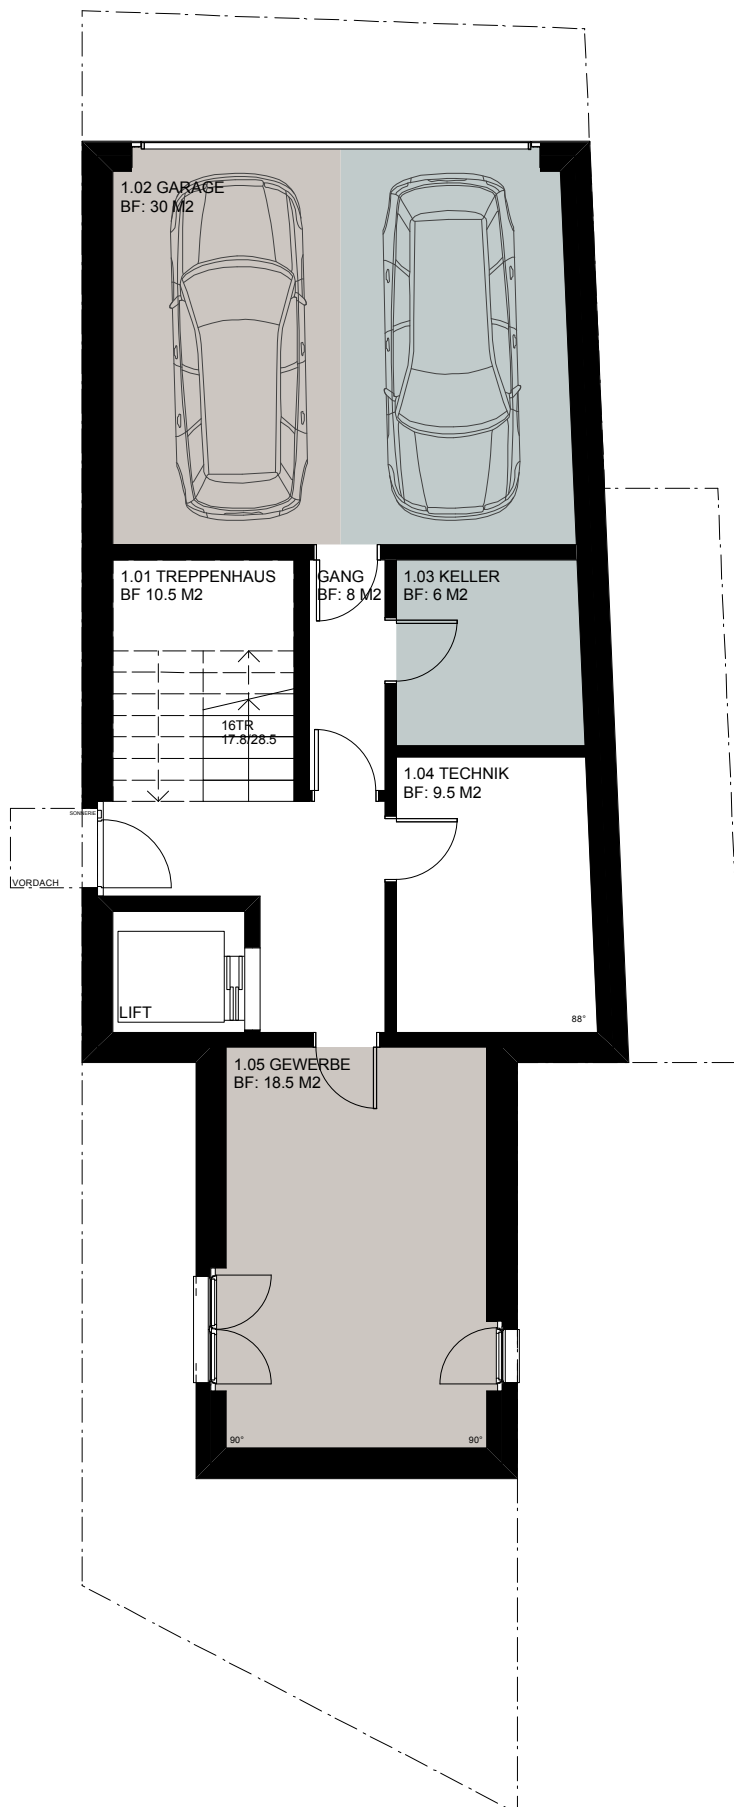 1.02 GARAGE
BF: 30 M2
1.01 TREPPENHAUS
BF 10.5 M2
GANG
BF: 8 M2
1.03 KELLER
BF: 6 M2
16TR
17.8/28.5
1.04 TECHNIK
BF: 9.5 M2
SONNERIE
VORDACH
LIFT
88°
1.05 GEWERBE
BF: 18.5 M2
90°
90°